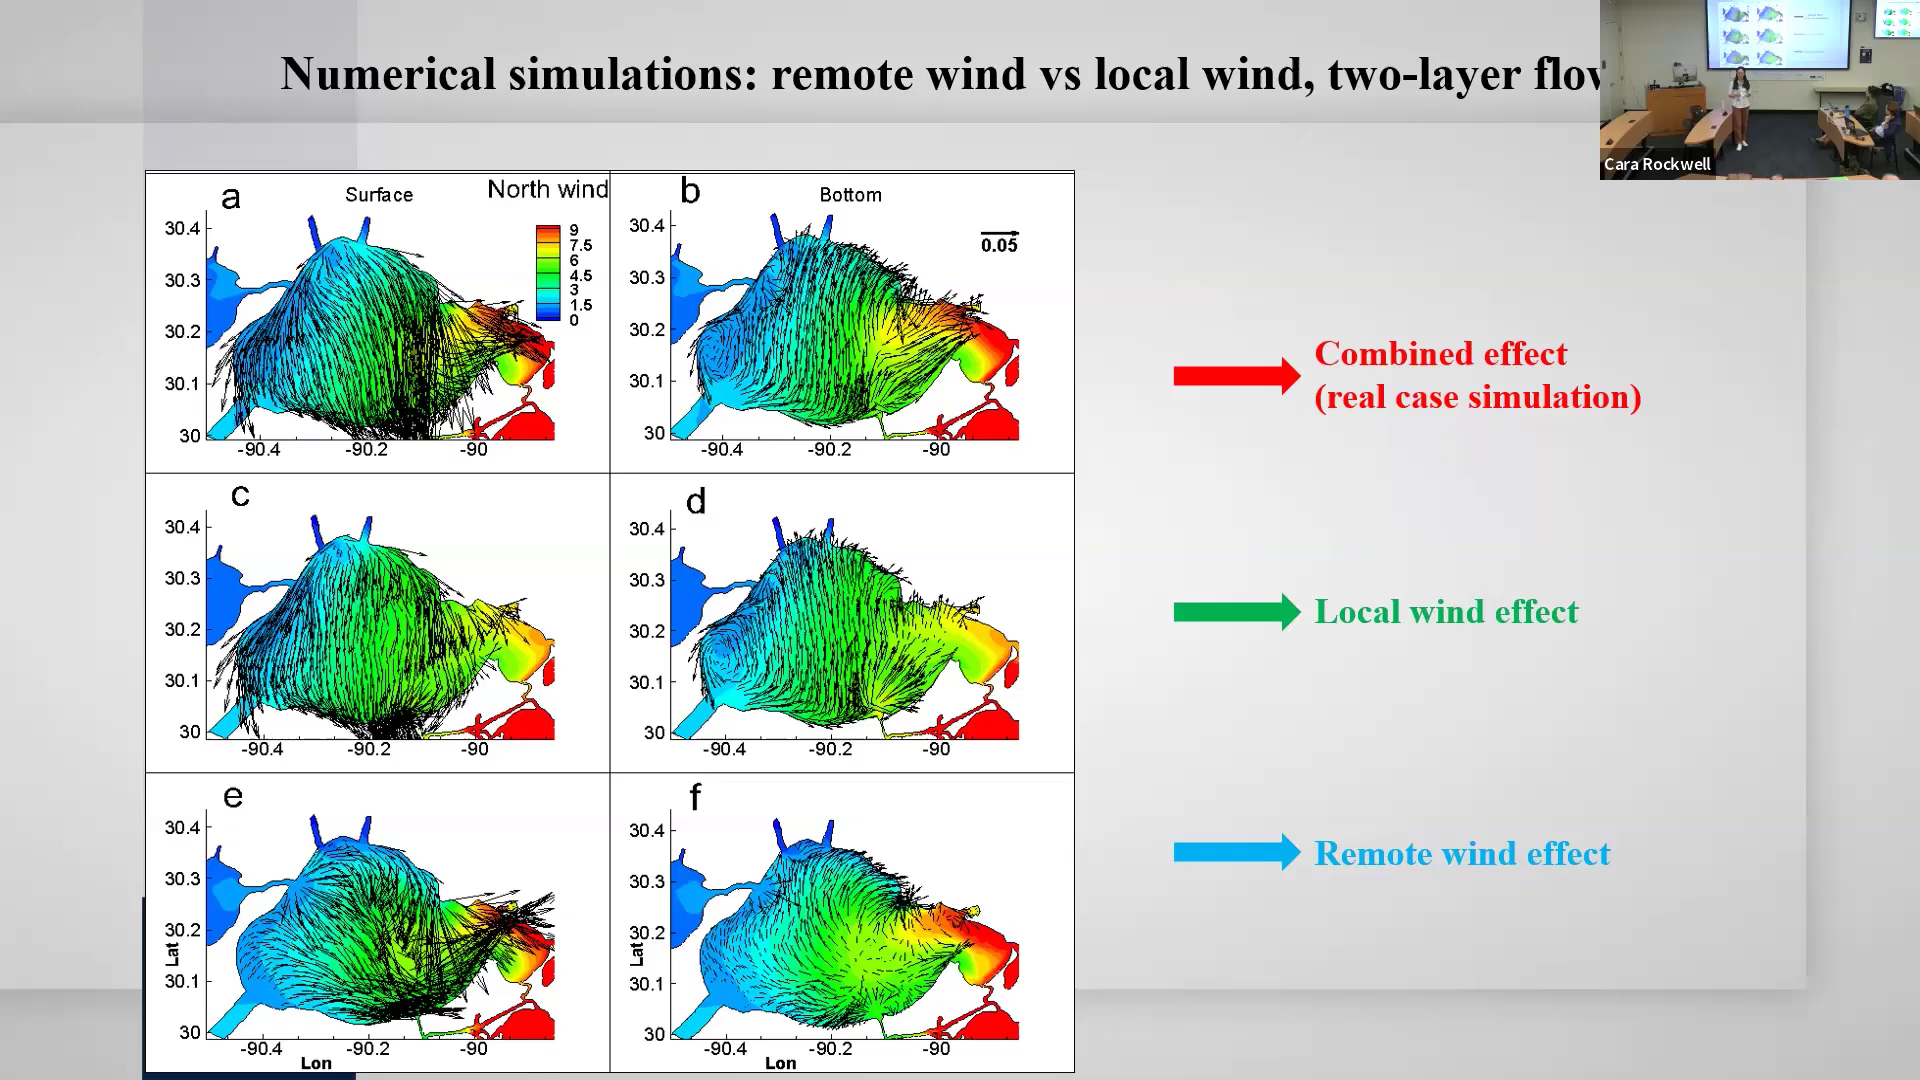 Numerical simulations: remote wind vs local wind, two-layer flow
Cara Rockwell
a
Surface
North wind
b
Bottom
9
7.5
6
4.5
3
1.5
0
0.05
30.4
30.3
30.2
30.1
30
-90.4
-90.2
-90
30.4
30.3
30.2
30.1
30
-90.4
-90.2
-90
Combined effect
(real case simulation)
c
30.4
30.3
30.2
30.1
30
-90.4
-90.2
-90
d
30.4
30.3
30.2
30.1
30
-90.4
-90.2
-90
Local wind effect
e
30.4
30.3
30.2
30.1
30
Lat
-90.4
-90.2
-90
Lon
f
30.4
30.3
30.2
30.1
30
Lat
-90.4
-90.2
-90
Lon
Remote wind effect